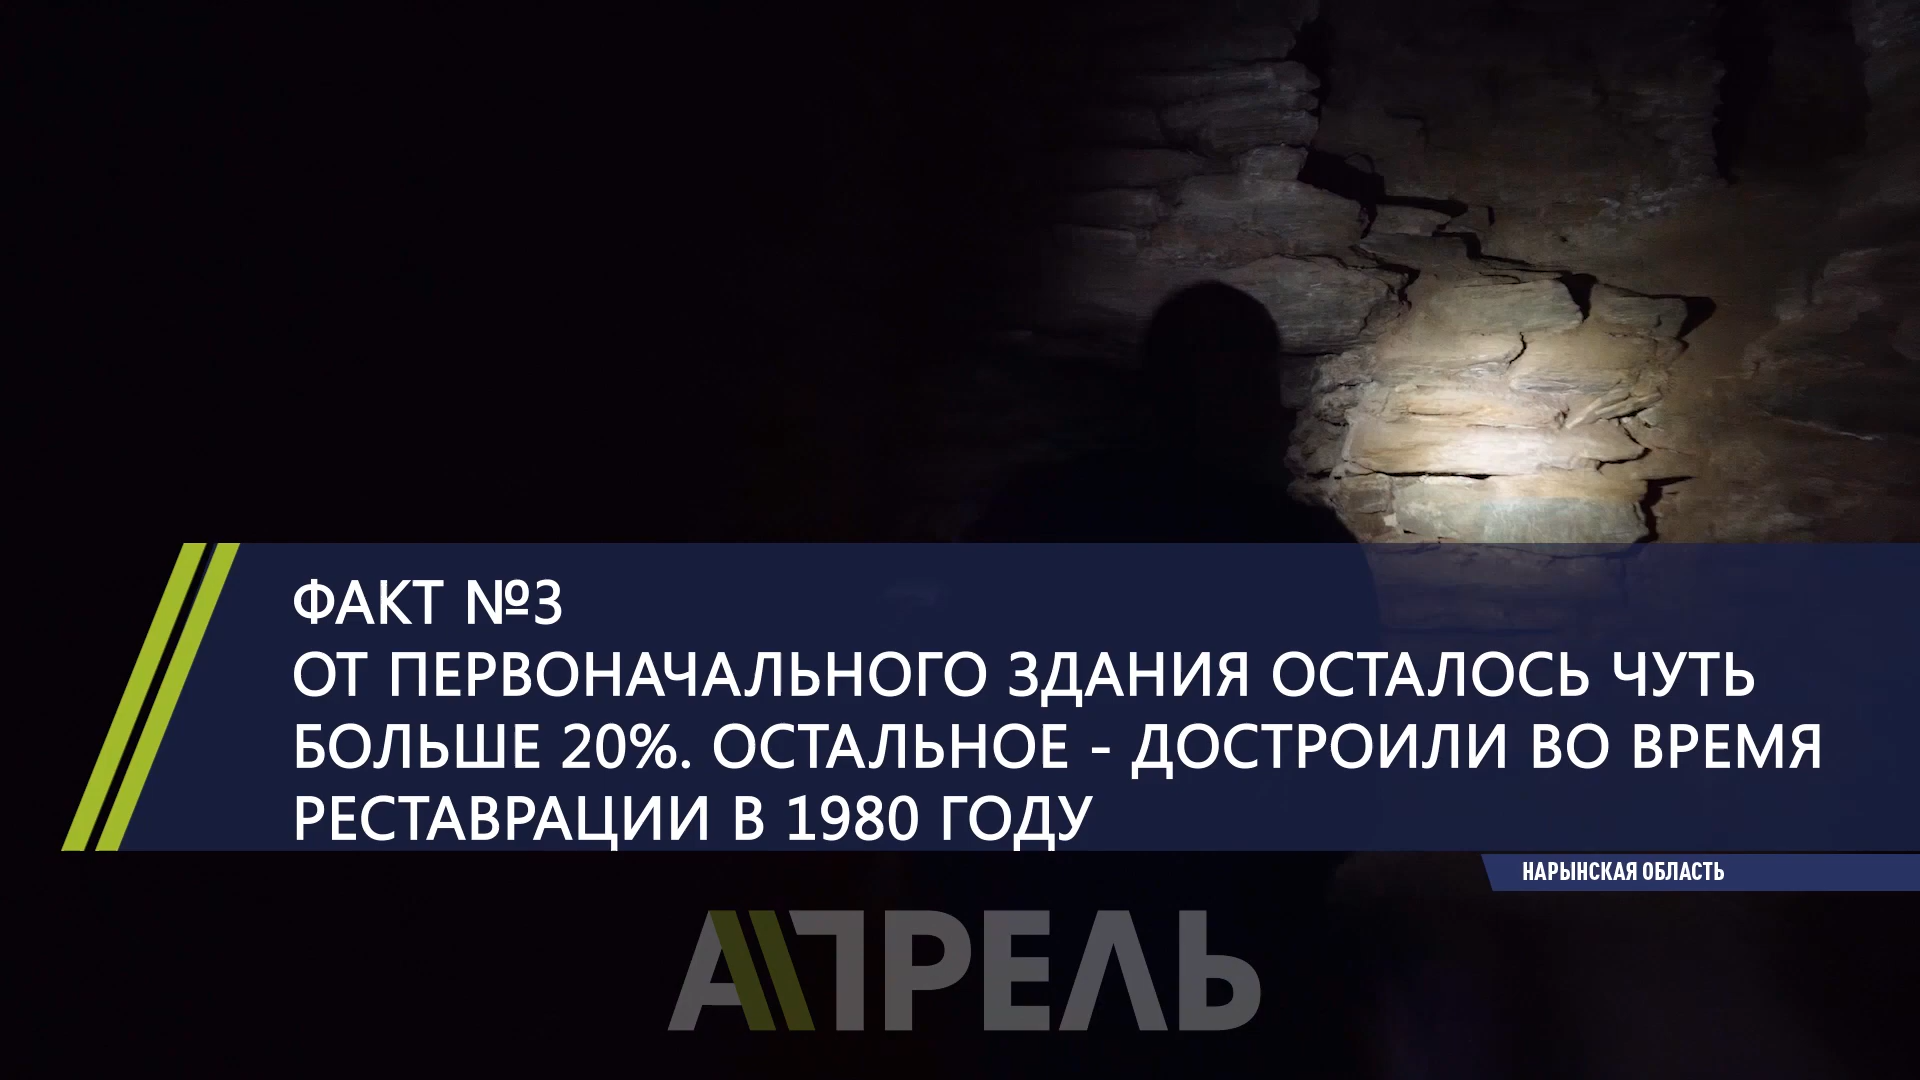 ФАКТ №3
ОТ ПЕРВОНАЧАЛЬНОГО ЗДАНИЯ ОСТАЛОСЬ ЧУТЬ
БОЛЬШЕ 20%. ОСТАЛЬНОЕ - ДОСТРОИЛИ ВО ВРЕМЯ
РЕСТАВРАЦИИ В 1980 ГОДУ
НАРЫНСКАЯ ОБЛАСТЬ
АПРЕЛЬ